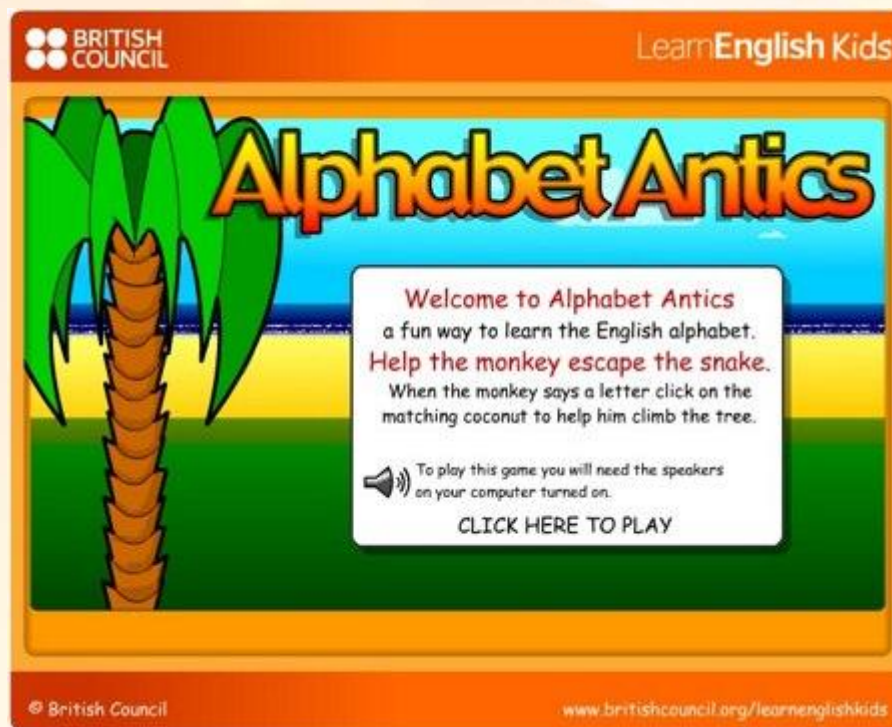 BRITISH
COUNCIL
LearnEnglish Kids
Alphabet Antics
Welcome to Alphabet Antics
a fun way to learn the English alphabet.
Help the monkey escape the snake.
When the monkey says a letter click on the
matching coconut to help him climb the tree.
To play this game you will need the speakers
on your computer turned on.
CLICK HERE TO PLAY
© British Council
www.britishcouncil.org/learnenglishkids